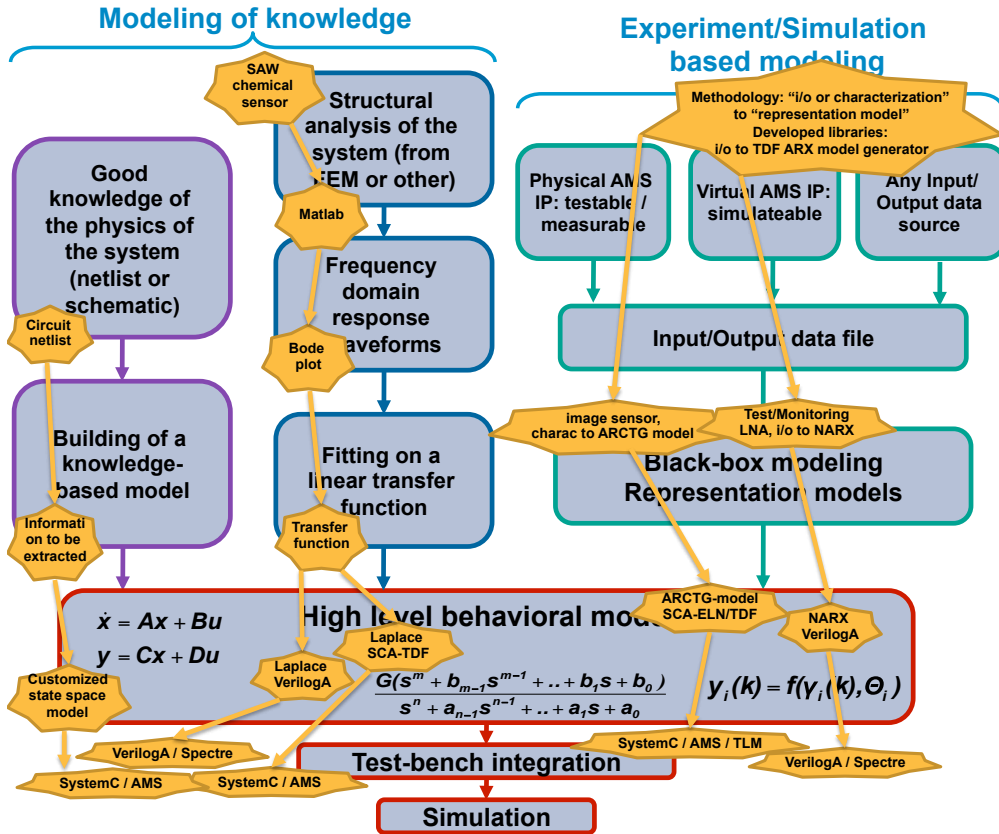 Modeling of knowledge
Experiment/Simulation
based modeling
SAW
chemical
sensor
Structural
analysis of the
system (from
FEM or other)
Methodology: “i/o or characterization”
to “representation model”
Developed libraries:
i/o to TDF ARX model generator
Good
knowledge
of the physics of
the system
(netlist or
schematic)
Physical AMS
IP: testable /
measurable
Virtual AMS IP:
simulateable
Any Input/
Output data
source
Matlab
Frequency
domain
response
waveforms
Circuit
netlist
Bode
plot
Input/Output data file
Building of a
knowledge-
based model
Fitting on a
linear transfer
function
image sensor,
charac to ARCTG model
Test/Monitoring
LNA, i/o to NARX
Black-box modeling
Representation models
Informati
on to be
extracted
Transfer
function
High level behavioral mode
ẋ = Ax + Bu
y = Cx + Du
ARCTG-model
SCA-ELN/TDF
NARX
VerilogA
Laplace
SCA-TDF
Laplace
VerilogA
Customized
state space
model
G(s^m + b_{m−1}s^{m−1} + .. + b_1s + b_0)
s^n + a_{n−1}s^{n−1} + .. + a_1s + a_0
y_i(k) = f(γ_i(k),Θ_i)
VerilogA / Spectre
SystemC / AMS
SystemC / AMS
Test-bench integration
SystemC / AMS / TLM
VerilogA / Spectre
Simulation